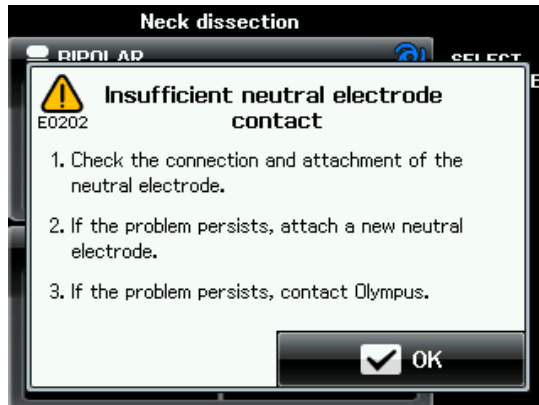 Neck dissection
BIPOLAR
SELECT
E
E0202
Insufficient neutral electrode
contact
1. Check the connection and attachment of the
neutral electrode.
2. If the problem persists, attach a new neutral
electrode.
3. If the problem persists, contact Olympus.
OK